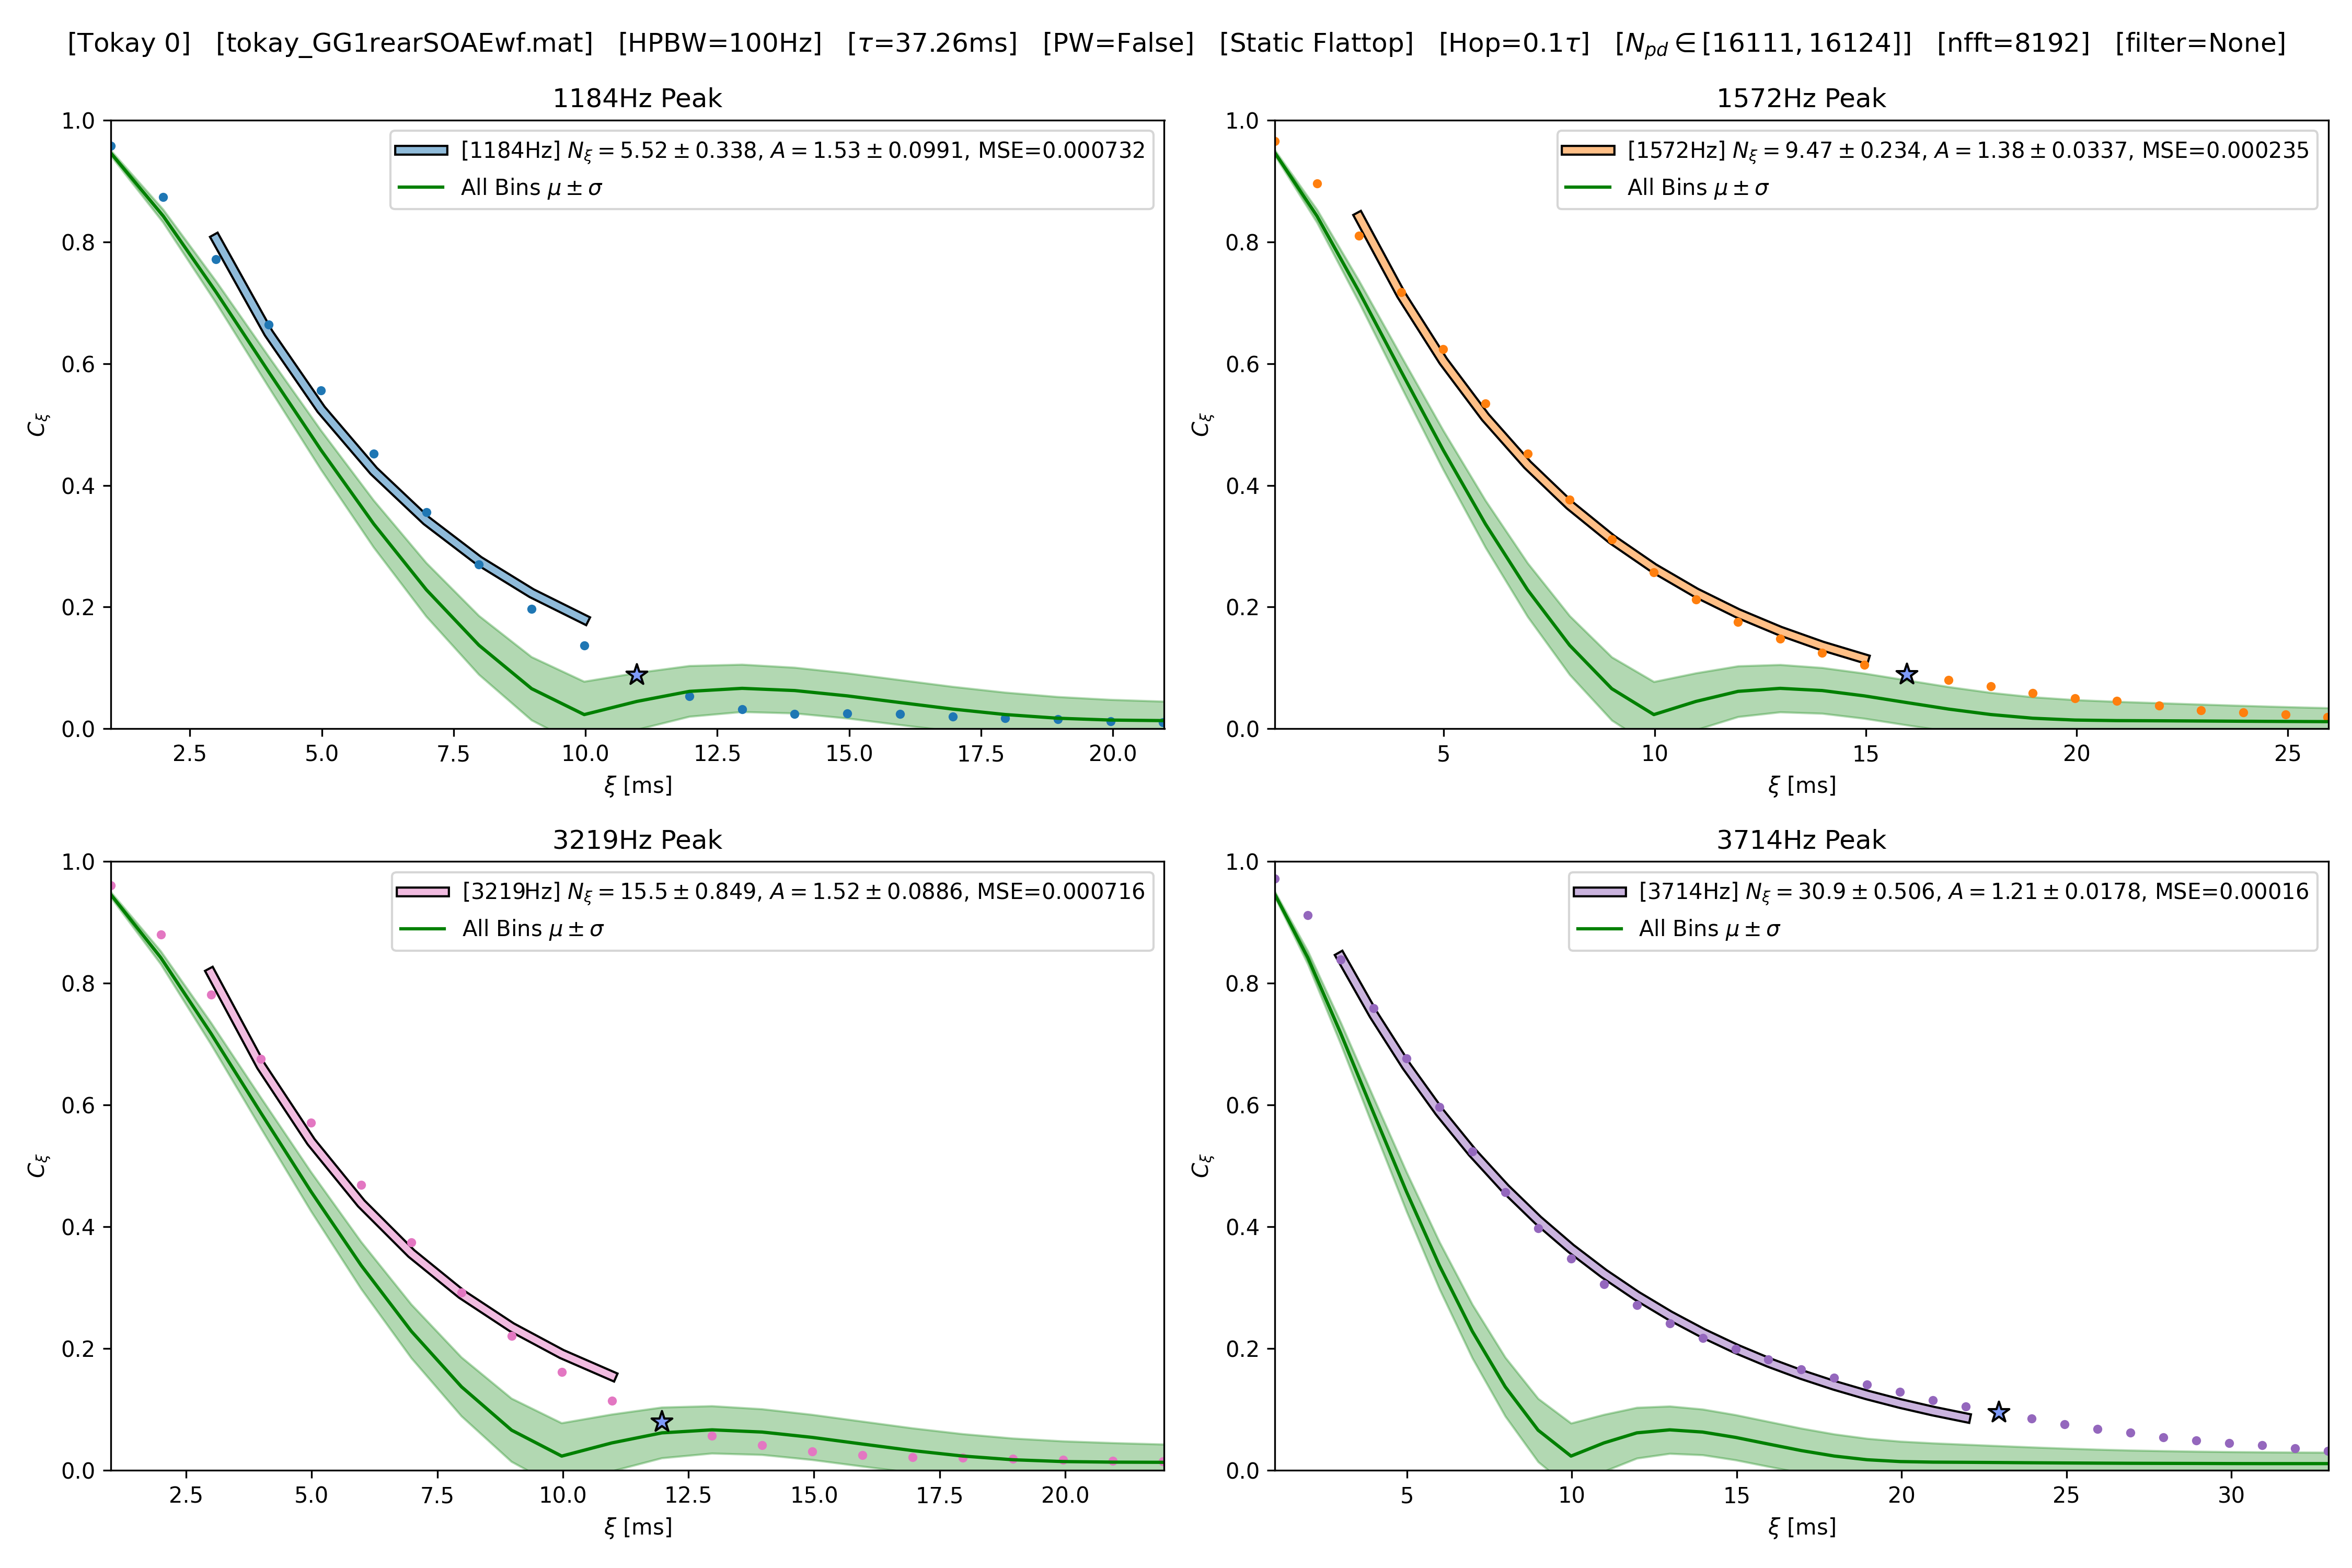 [Tokay 0] [tokay_GG1rearSOAEwf.mat] [HPBW=100Hz] [τ=37.26ms] [PW=False] [Static Flattop] [Hop=0.1τ] [N_pd ∈ [16111, 16124]] [nfft=8192] [filter=None]
1184Hz Peak
[1184Hz] N_ξ = 5.52 ± 0.338, A = 1.53 ± 0.0991, MSE=0.000732
All Bins μ ± σ
1.0
0.8
0.6
0.4
0.2
0.0
C_ξ
2.5 5.0 7.5 10.0 12.5 15.0 17.5 20.0
ξ [ms]
1572Hz Peak
[1572Hz] N_ξ = 9.47 ± 0.234, A = 1.38 ± 0.0337, MSE=0.000235
All Bins μ ± σ
1.0
0.8
0.6
0.4
0.2
0.0
C_ξ
5 10 15 20 25
ξ [ms]
3219Hz Peak
[3219Hz] N_ξ = 15.5 ± 0.849, A = 1.52 ± 0.0886, MSE=0.000716
All Bins μ ± σ
1.0
0.8
0.6
0.4
0.2
0.0
C_ξ
2.5 5.0 7.5 10.0 12.5 15.0 17.5 20.0
ξ [ms]
3714Hz Peak
[3714Hz] N_ξ = 30.9 ± 0.506, A = 1.21 ± 0.0178, MSE=0.00016
All Bins μ ± σ
1.0
0.8
0.6
0.4
0.2
0.0
C_ξ
5 10 15 20 25 30
ξ [ms]